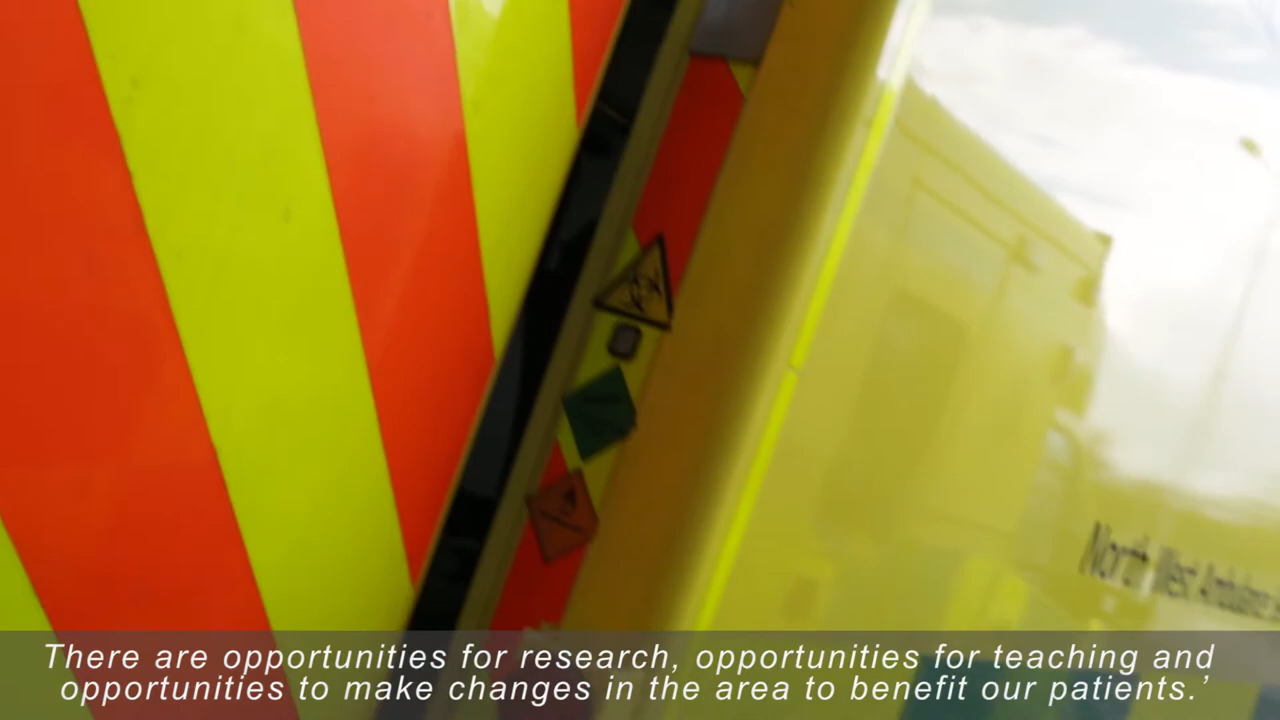 North West Ambulance
There are opportunities for research, opportunities for teaching and
opportunities to make changes in the area to benefit our patients.’